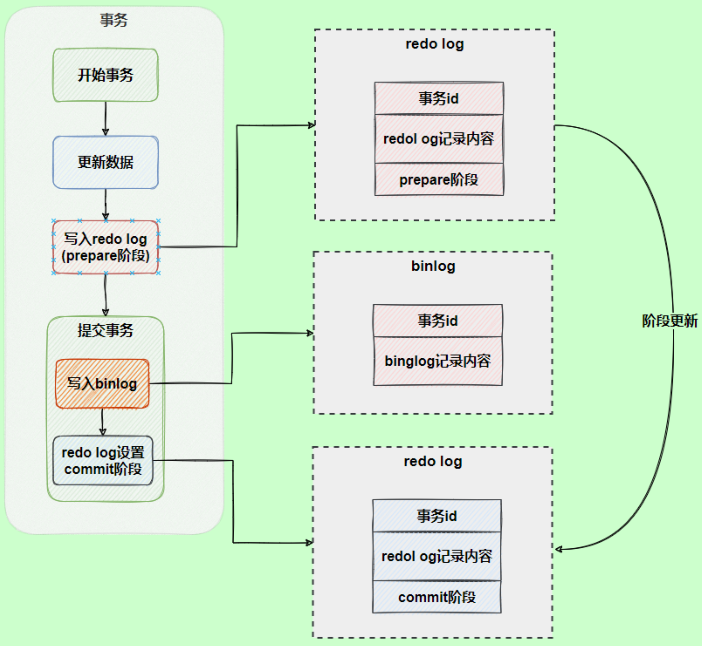 事务
开始事务
更新数据
写入redo log
(prepare阶段)
提交事务
写入binlog
redo log设置
commit阶段
redo log
事务id
redol og记录内容
prepare阶段
binlog
事务id
binglog记录内容
redo log
事务id
redol og记录内容
commit阶段
阶段更新